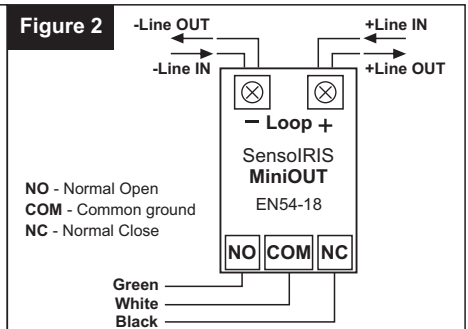 Figure 2
-Line OUT
+Line IN
-Line IN
+Line OUT
– Loop +
SensoIRIS
MiniOUT
EN54-18
NO - Normal Open
COM - Common ground
NC - Normal Close
NO COM NC
Green
White
Black